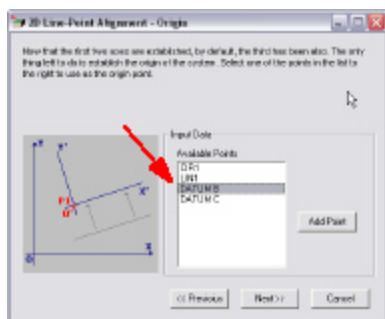 2D Line-Point Alignment - Origin
Now that the first two axes are established, by default, the third has been also. The only
thing left to do is establish the origin of the system. Select one of the points in the list to
the right to use as the origin point.
Input Data
Available Points
CIR1
LIN1
DATUM B
DATUM C
Add Point
Y
Y'
X'
P1
O'
X
<< Previous
Next >>
Cancel